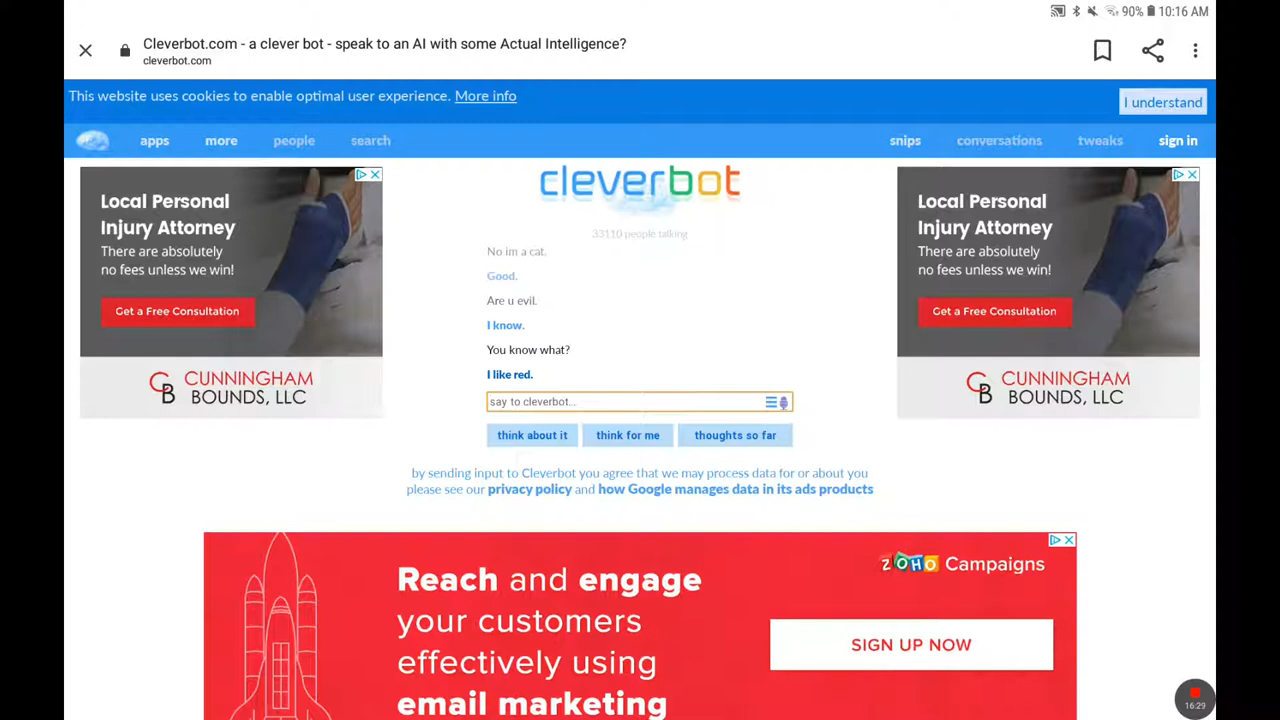 90% 10:16 AM
Cleverbot.com - a clever bot - speak to an AI with some Actual Intelligence?
cleverbot.com
This website uses cookies to enable optimal user experience. More info
I understand
apps more people search snips conversations tweaks sign in
cleverbot
33110 people talking
No im a cat.
Good.
Are u evil.
I know.
You know what?
I like red.
say to cleverbot...
think about it think for me thoughts so far
by sending input to Cleverbot you agree that we may process data for or about you
please see our privacy policy and how Google manages data in its ads products
Local Personal
Injury Attorney
There are absolutely
no fees unless we win!
Get a Free Consultation
CB CUNNINGHAM
BOUNDS, LLC
Local Personal
Injury Attorney
There are absolutely
no fees unless we win!
Get a Free Consultation
CB CUNNINGHAM
BOUNDS, LLC
Reach and engage
your customers
effectively using
email marketing
ZOHO Campaigns
SIGN UP NOW
16:29